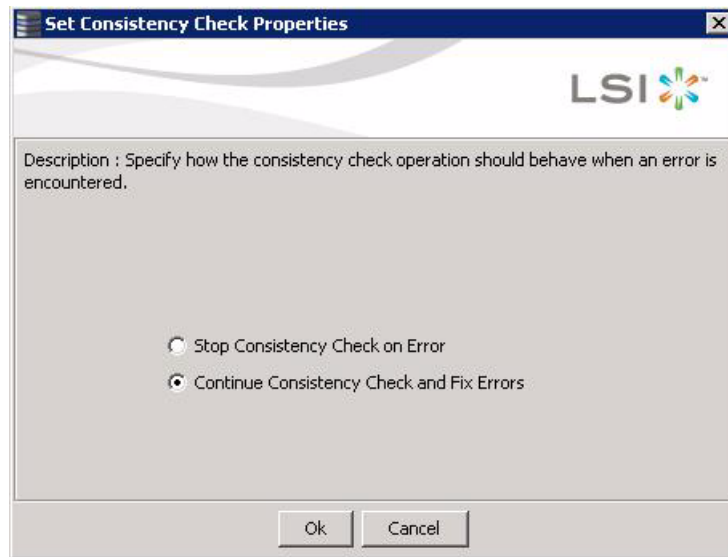 Set Consistency Check Properties
LSI™
Description : Specify how the consistency check operation should behave when an error is
encountered.
Stop Consistency Check on Error
Continue Consistency Check and Fix Errors
Ok
Cancel